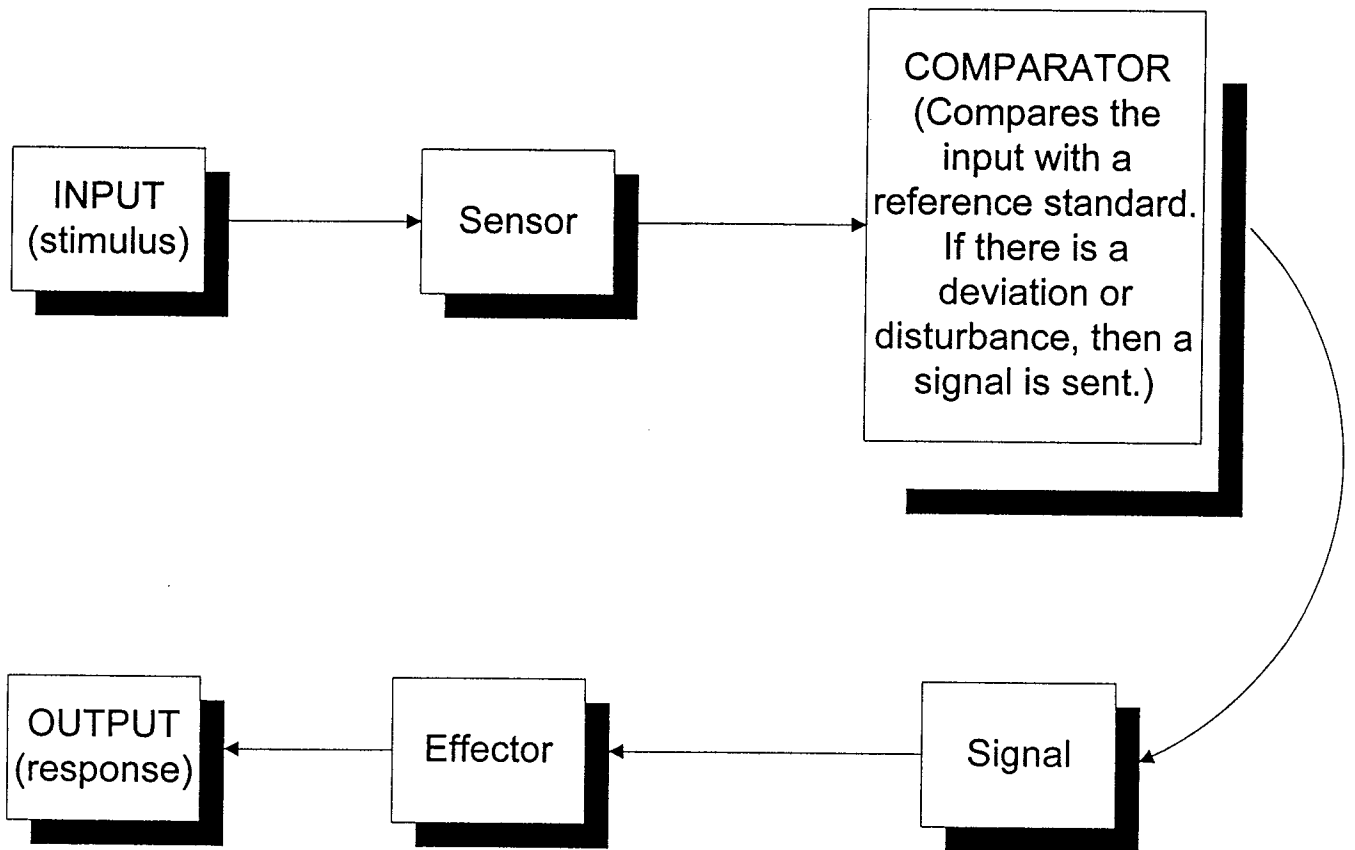 INPUT
(stimulus)
Sensor
COMPARATOR
(Compares the
input with a
reference standard.
If there is a
deviation or
disturbance, then a
signal is sent.)
Signal
Effector
OUTPUT
(response)